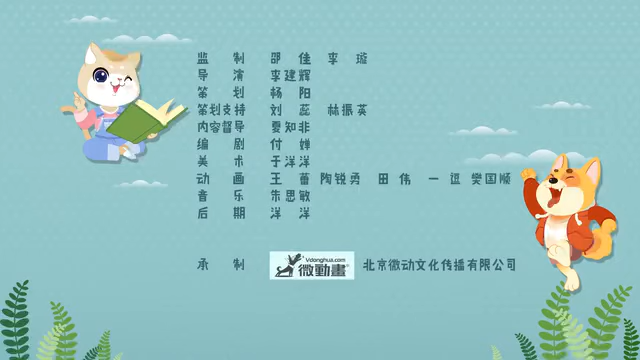 监 制 邵 佳 李 璇
导 演 李建辉
策 划 杨 阳
策划支持 刘 蕊 林振英
内容督导 夏知非
编 剧 付 婵
美 术 于洋洋
动 画 王 蕾 陶锐勇 田 伟 一 逗 樊国顺
音 乐 朱思敏
后 期 洋 洋
承 制 Vdonghua.com 微動畫 北京微动文化传播有限公司